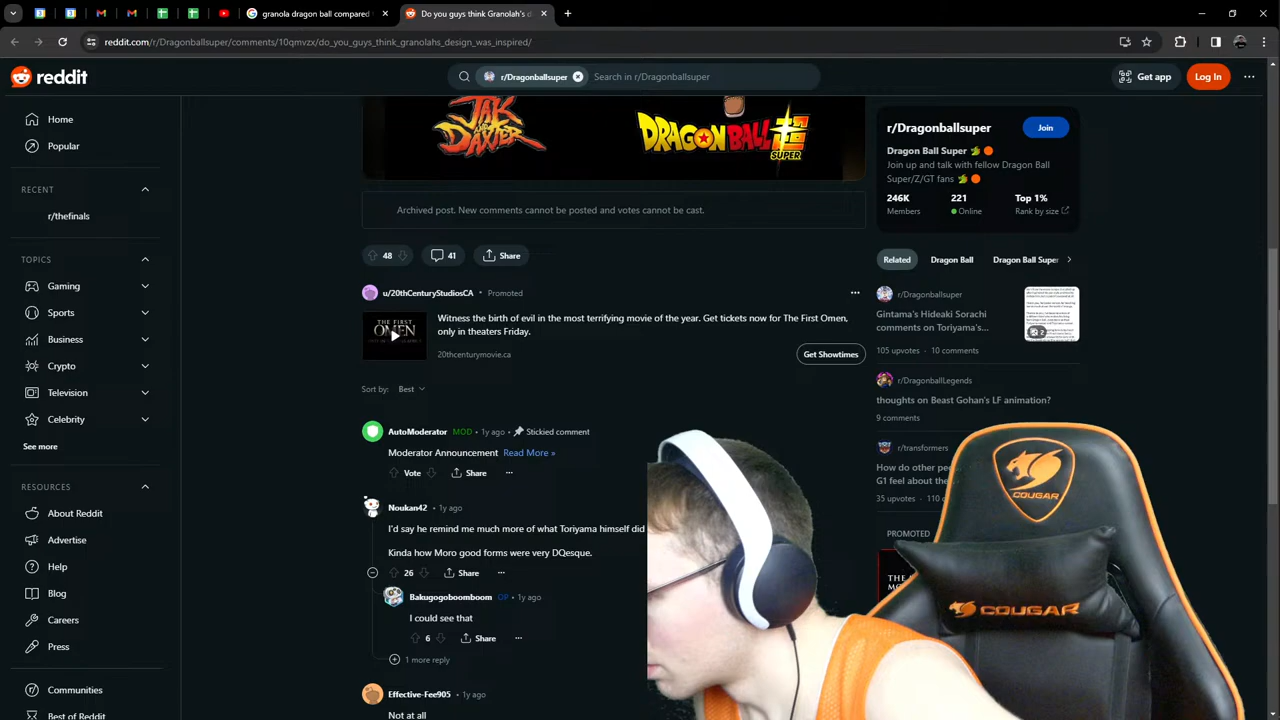 granola dragon ball compared
Do you guys think Granolah's d
reddit.com/r/Dragonballsuper/comments/10qmvzx/do_you_guys_think_granolahs_design_was_inspired/
reddit
r/Dragonballsuper
Search in r/Dragonballsuper
Get app
Log In
Home
Popular
RECENT
r/thefinals
TOPICS
Gaming
Sports
Business
Crypto
Television
Celebrity
See more
RESOURCES
About Reddit
Advertise
Help
Blog
Careers
Press
Communities
Best of Reddit
JAK AND DAXTER
DRAGON BALL SUPER
Archived post. New comments cannot be posted and votes cannot be cast.
48
41
Share
u/20thCenturyStudiosCA • Promoted
THE FIRST OMEN
Witness the birth of evil in the most terrifying movie of the year. Get tickets now for The First Omen,
only in theaters Friday.
20thcenturymovie.ca
Get Showtimes
Sort by: Best
AutoModerator MOD • 1y ago • Stickied comment
Moderator Announcement Read More »
Vote Share
Noukan42 • 1y ago
I'd say he remind me much more of what Toriyama himself did
Kinda how Moro good forms were very DQesque.
26 Share
Bakugogoboomboom OP • 1y ago
I could see that
6 Share
1 more reply
Effective-Fee905 • 1y ago
Not at all
r/Dragonballsuper
Join
Dragon Ball Super
Join up and talk with fellow Dragon Ball
Super/Z/GT fans
246K
Members
221
Online
Top 1%
Rank by size
Related
Dragon Ball
Dragon Ball Super
r/Dragonballsuper
Gintama's Hideaki Sorachi
comments on Toriyama's...
105 upvotes • 10 comments
r/DragonballLegends
thoughts on Beast Gohan's LF animation?
9 comments
r/transformers
How do other pe
G1 feel about the
35 upvotes • 110
PROMOTED
COUGAR
COUGAR